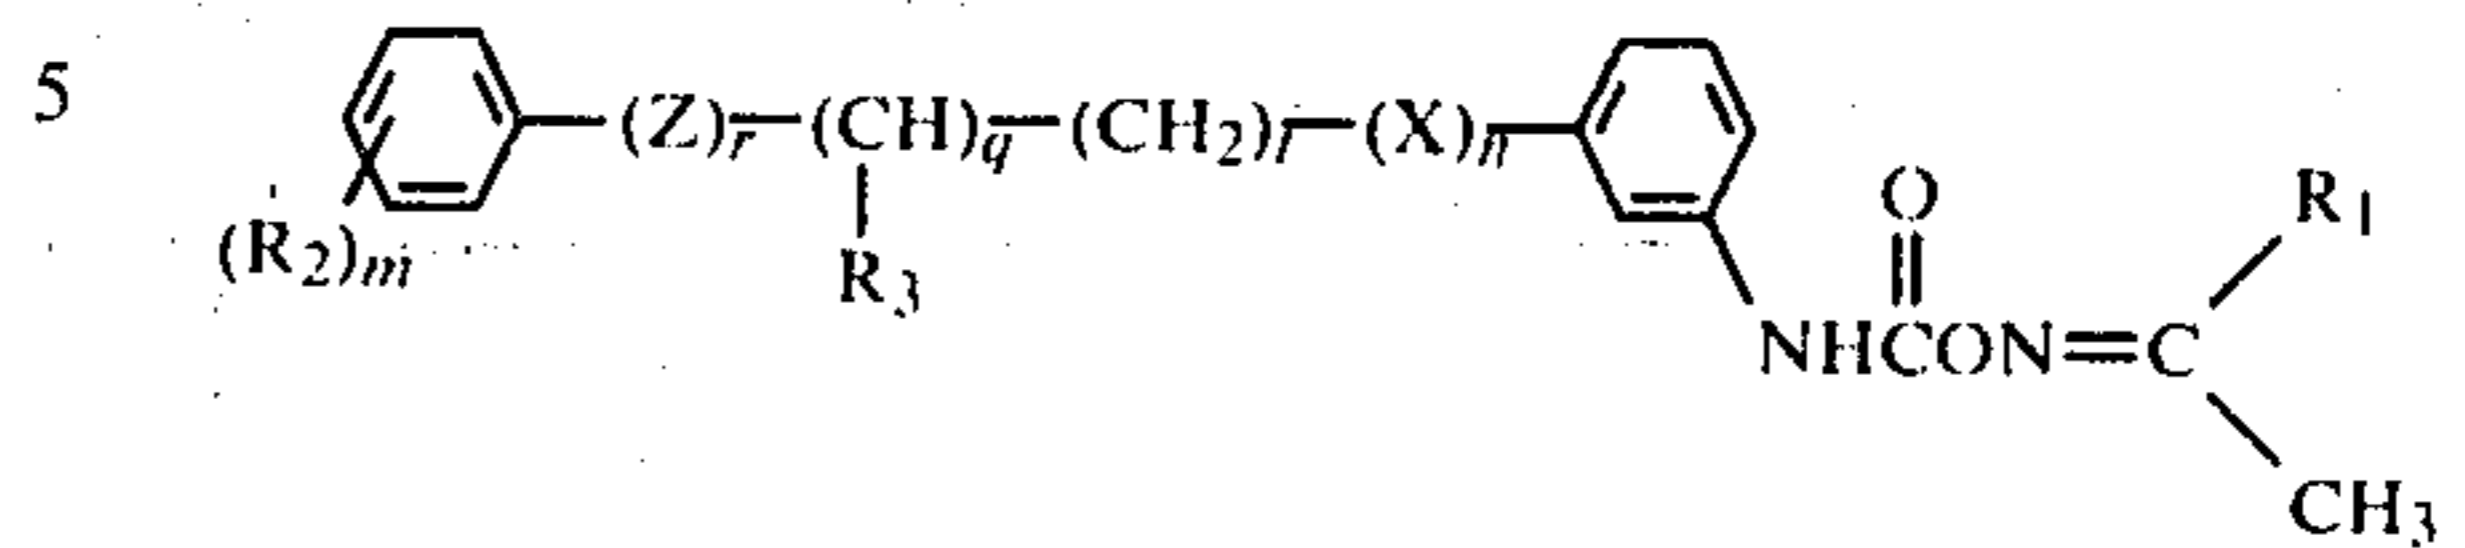 5
(Z)r—(CH)q—(CH2)l—(X)n
(R2)m
R3
O
R1
NHCON=C
CH3